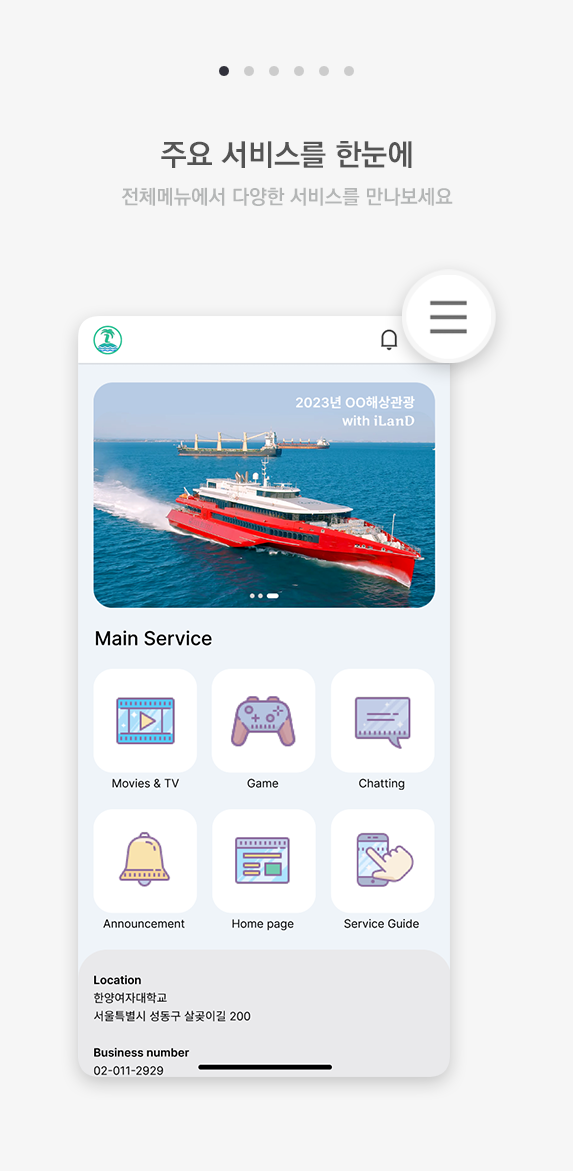 주요 서비스를 한눈에
전체메뉴에서 다양한 서비스를 만나보세요
2023년 OO해상관광
with iLanD
Main Service
Movies & TV
Game
Chatting
Announcement
Home page
Service Guide
Location
한양여자대학교
서울특별시 성동구 살곶이길 200
Business number
02-011-2929